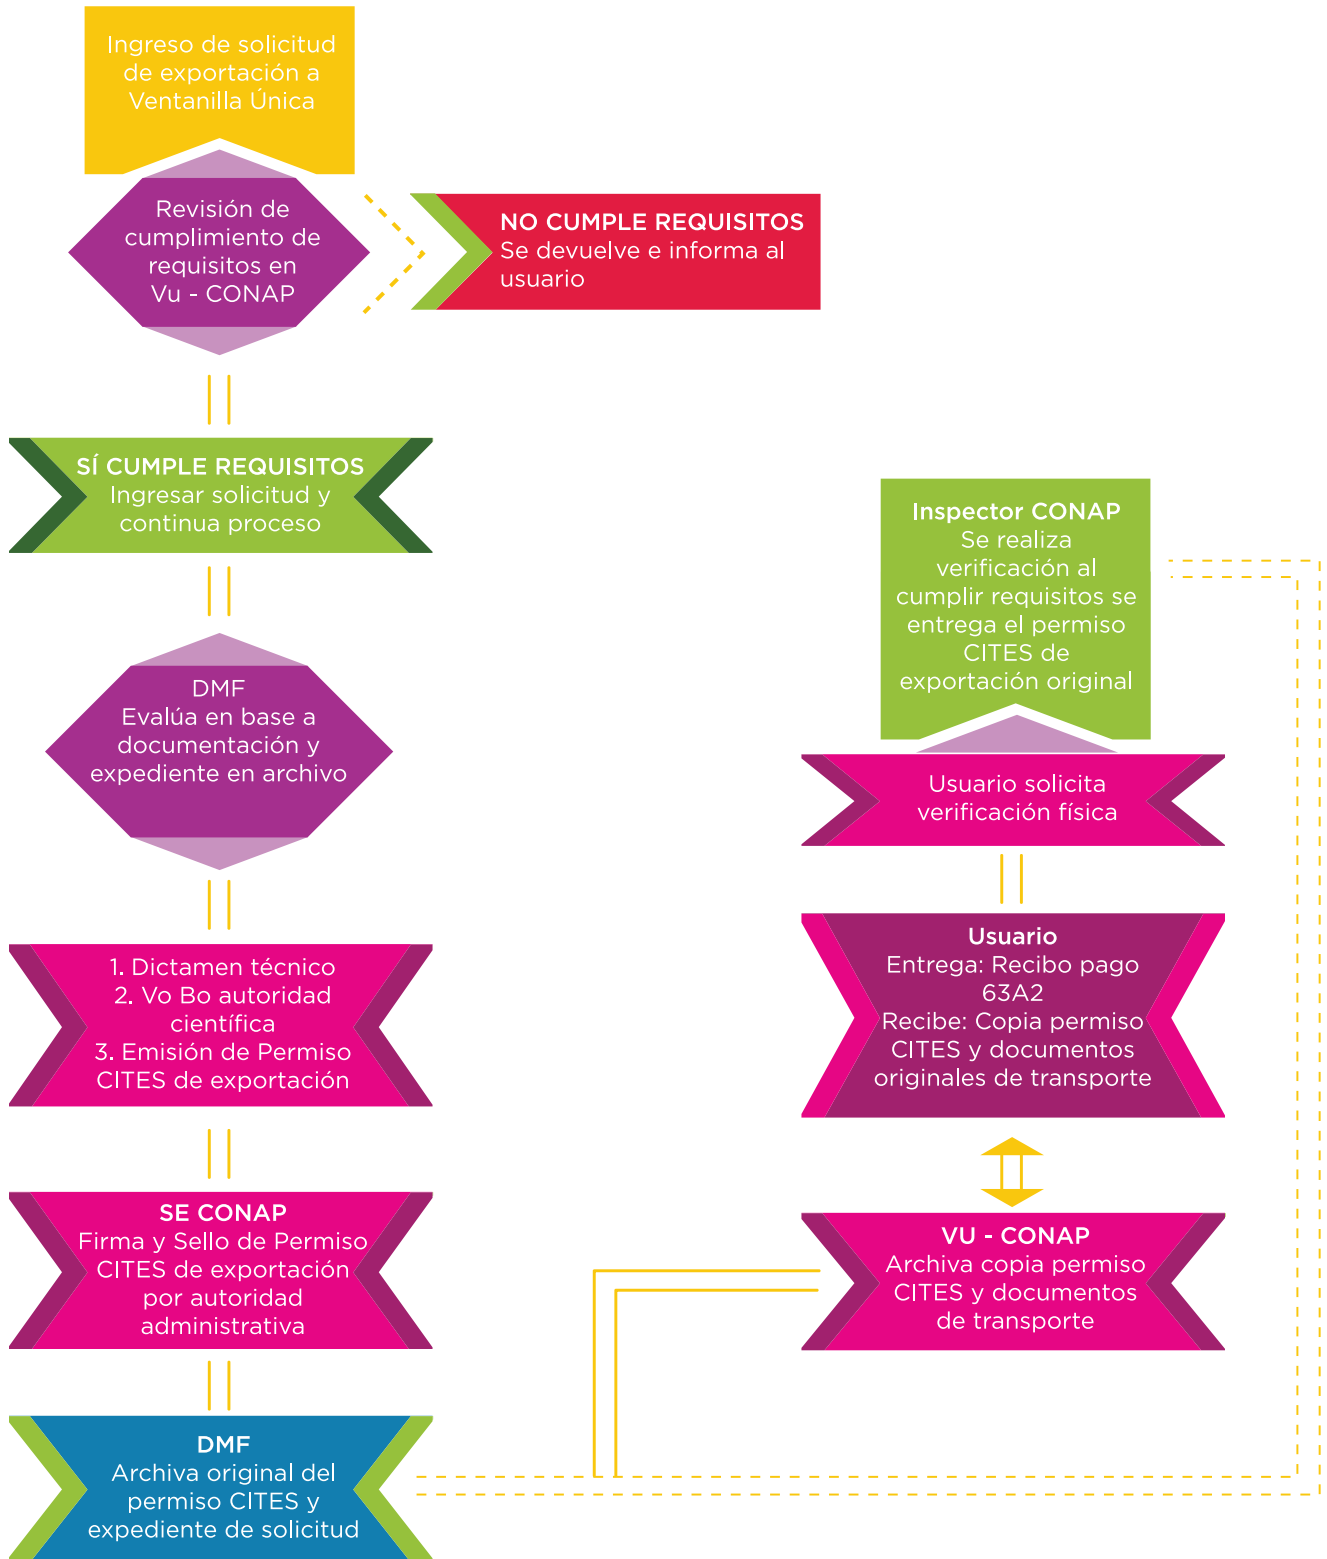 Ingreso de solicitud
de exportación a
Ventanilla Única
Revisión de
cumplimiento de
requisitos en
Vu - CONAP
NO CUMPLE REQUISITOS
Se devuelve e informa al
usuario
SÍ CUMPLE REQUISITOS
Ingresar solicitud y
continua proceso
DMF
Evalúa en base a
documentación y
expediente en archivo
1. Dictamen técnico
2. Vo Bo autoridad
científica
3. Emisión de Permiso
CITES de exportación
SE CONAP
Firma y Sello de Permiso
CITES de exportación
por autoridad
administrativa
DMF
Archiva original del
permiso CITES y
expediente de solicitud
Inspector CONAP
Se realiza
verificación al
cumplir requisitos se
entrega el permiso
CITES de
exportación original
Usuario solicita
verificación física
Usuario
Entrega: Recibo pago
63A2
Recibe: Copia permiso
CITES y documentos
originales de transporte
VU - CONAP
Archiva copia permiso
CITES y documentos
de transporte